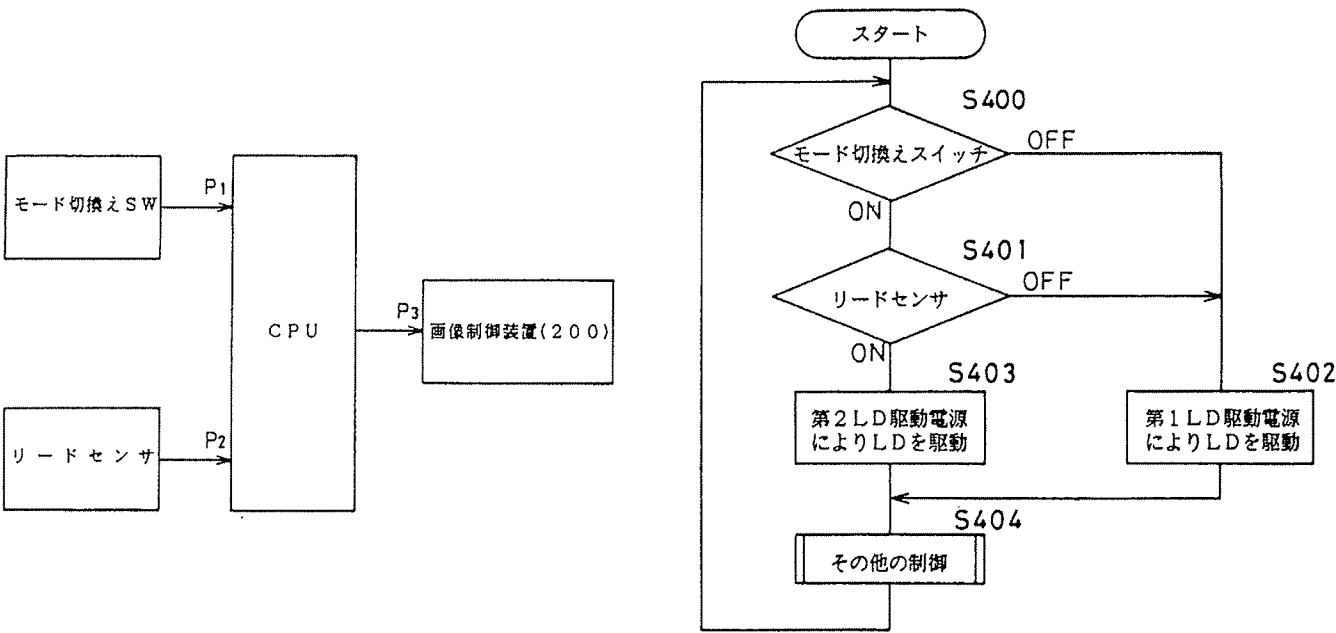 モード切換えSW
P1
CPU
P3
画像制御装置(200)
リードセンサ
P2
スタート
S400
モード切換えスイッチ
OFF
ON
S401
リードセンサ
OFF
ON
S403
第2LD駆動電源
によりLDを駆動
S402
第1LD駆動電源
によりLDを駆動
S404
その他の制御